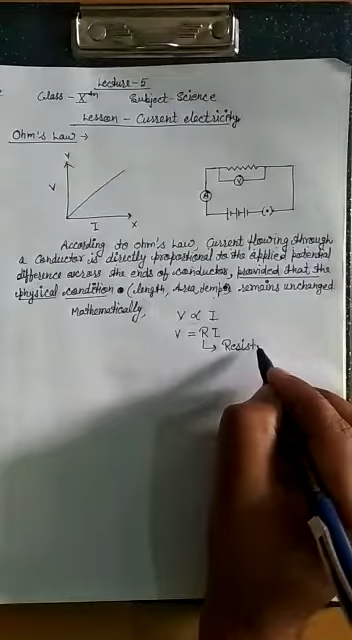 Lecture-5
Class - Xth Subject-Science
Lesson - Current electricity
Ohm's Law →
Y
V
I
X
V
A
According to ohm's Law, Current flowing through
a Conductor is directly proportional to the applied potential
difference across the ends of conductor, provided that the
physical condition (length, Area, temp remains unchanged
Mathematically,
V ∝ I
V = RI
↳ Resist